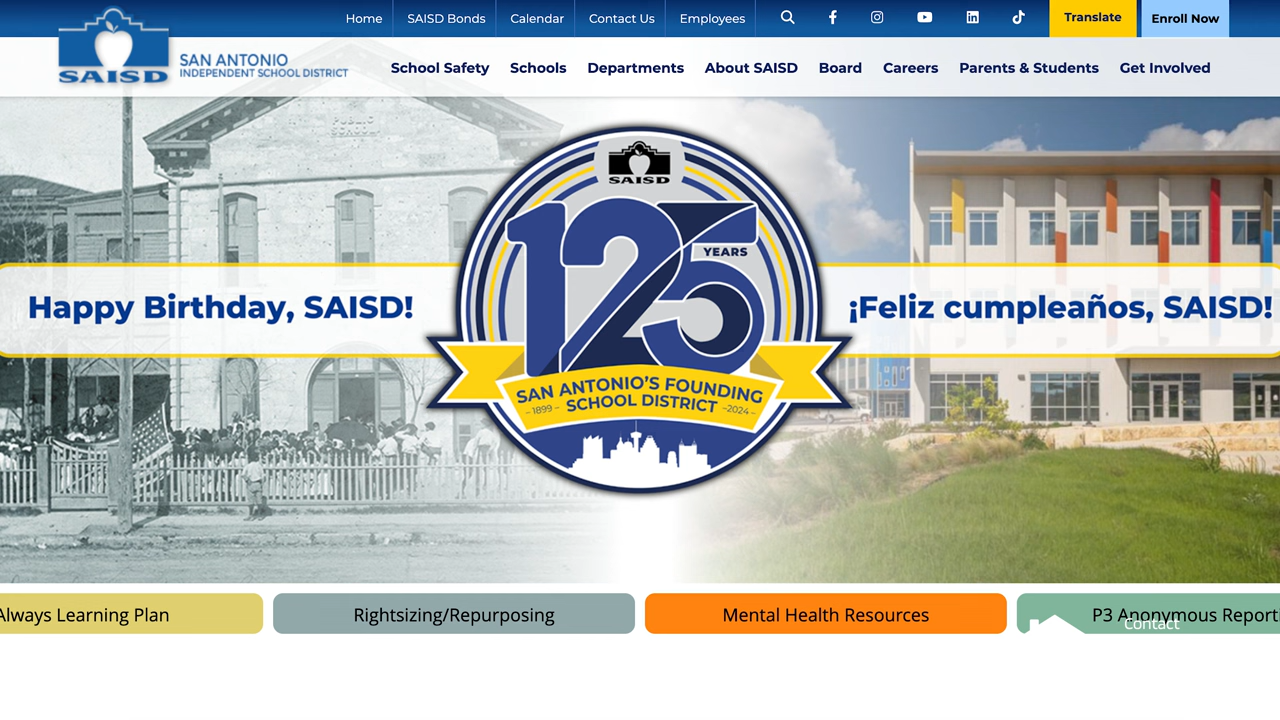 Home
SAISD Bonds
Calendar
Contact Us
Employees
Translate
Enroll Now
SAISD
SAN ANTONIO
INDEPENDENT SCHOOL DISTRICT
School Safety
Schools
Departments
About SAISD
Board
Careers
Parents & Students
Get Involved
PUBLIC
SCHOOL
SAISD
125
YEARS
Happy Birthday, SAISD!
¡Feliz cumpleaños, SAISD!
SAN ANTONIO'S FOUNDING
SCHOOL DISTRICT
-1899-
-2024-
Always Learning Plan
Rightsizing/Repurposing
Mental Health Resources
P3 Anonymous Report
Contact